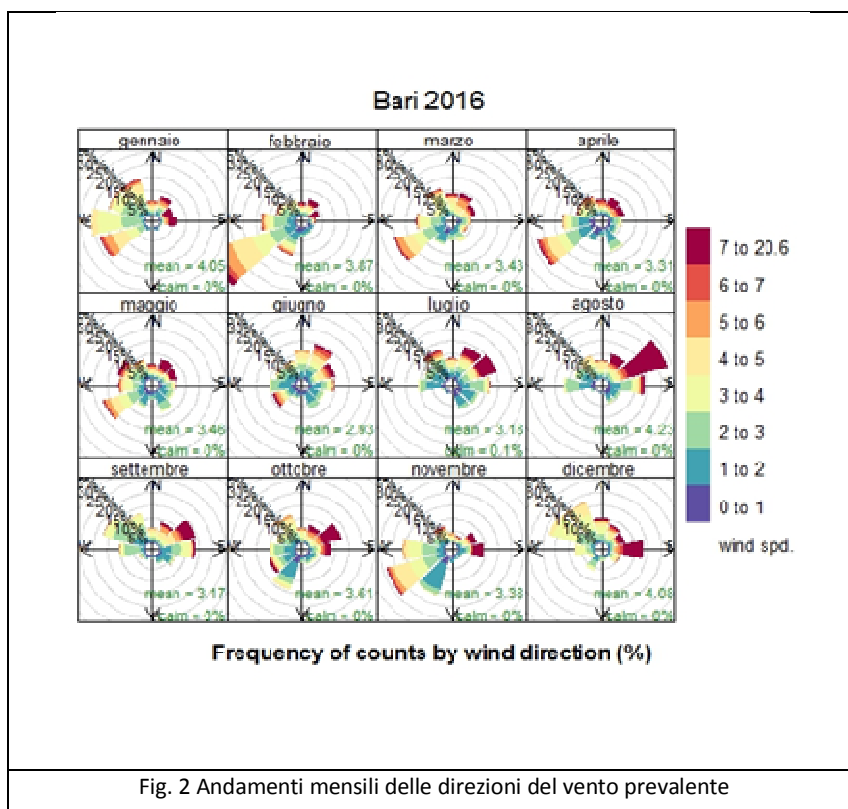 Bari 2016
gennaio febbraio marzo aprile
N
mean = 4.05 mean = 3.87 mean = 3.43 mean = 3.31
calm = 0% calm = 0% calm = 0% calm = 0%
maggio giugno luglio agosto
N
mean = 3.46 mean = 2.93 mean = 3.16 mean = 4.23
calm = 0% calm = 0% calm = 0.1% calm = 0%
settembre ottobre novembre dicembre
N
mean = 3.17 mean = 3.61 mean = 3.38 mean = 4.08
calm = 0% calm = 0% calm = 0% calm = 0%
7 to 20.6
6 to 7
5 to 6
4 to 5
3 to 4
2 to 3
1 to 2
0 to 1
wind spd.
Frequency of counts by wind direction (%)
Fig. 2 Andamenti mensili delle direzioni del vento prevalente